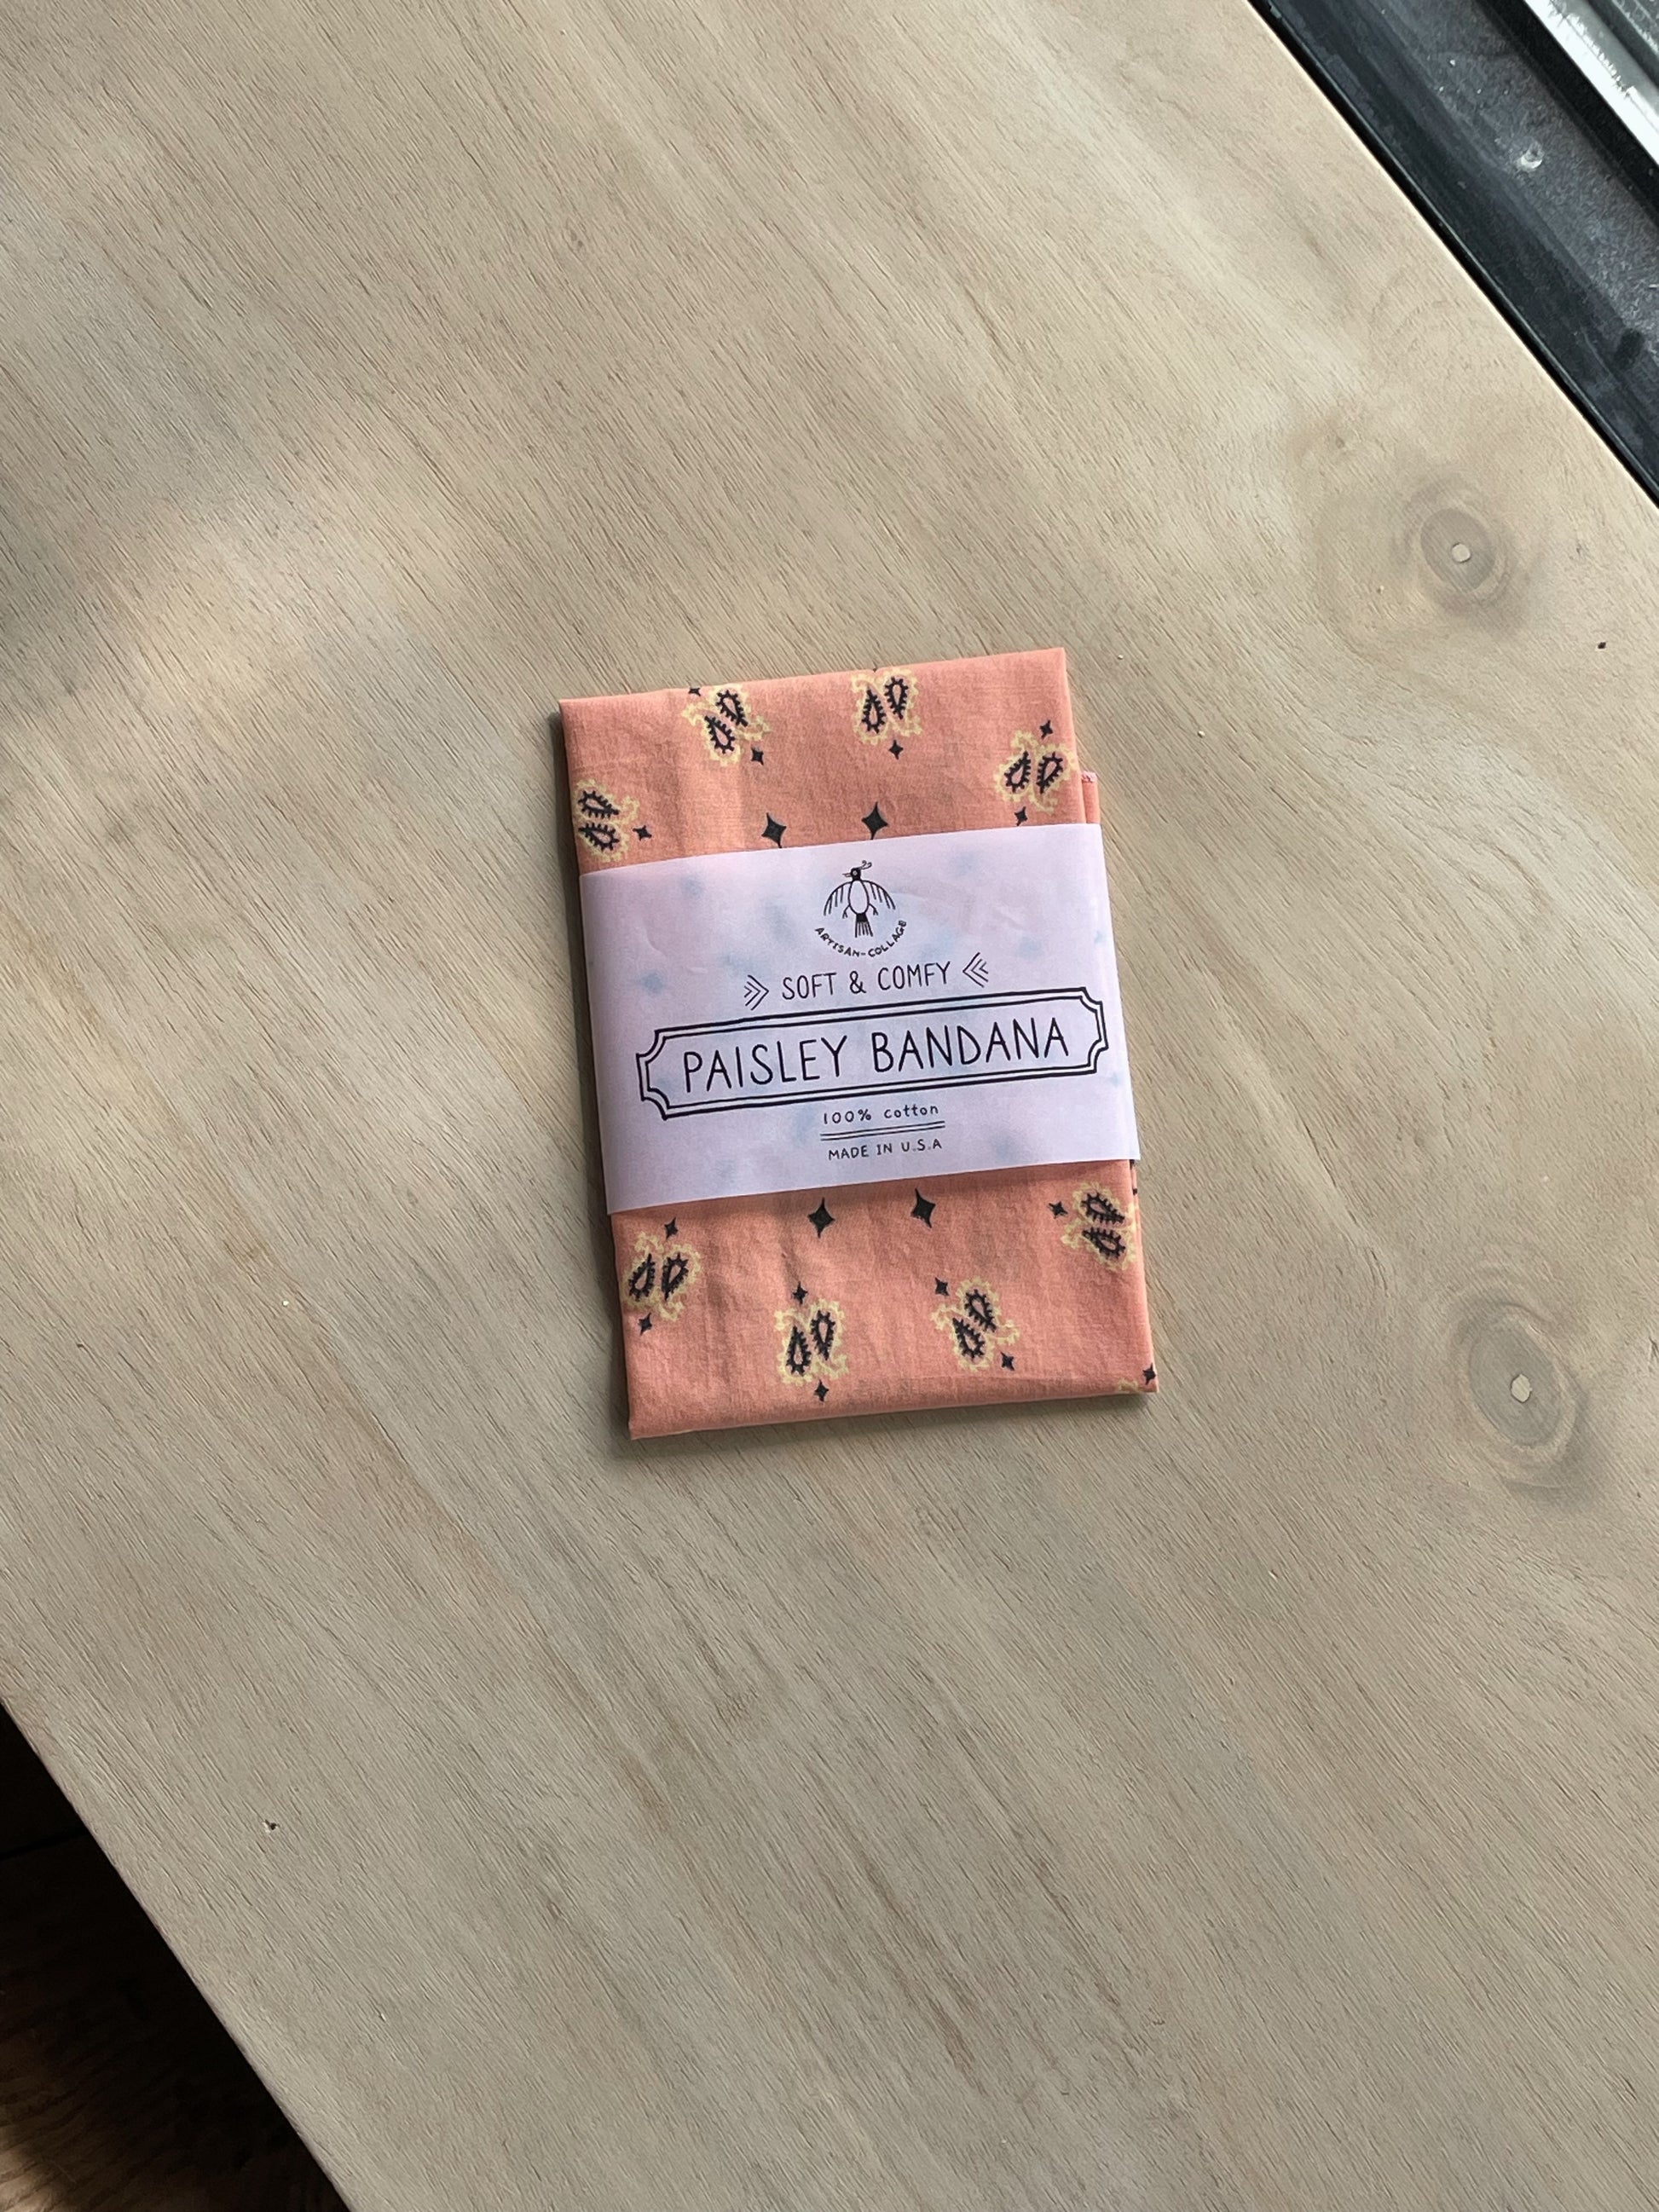 ARTISAN-COLLAGE
SOFT & COMFY
PAISLEY BANDANA
100% cotton
MADE IN U.S.A